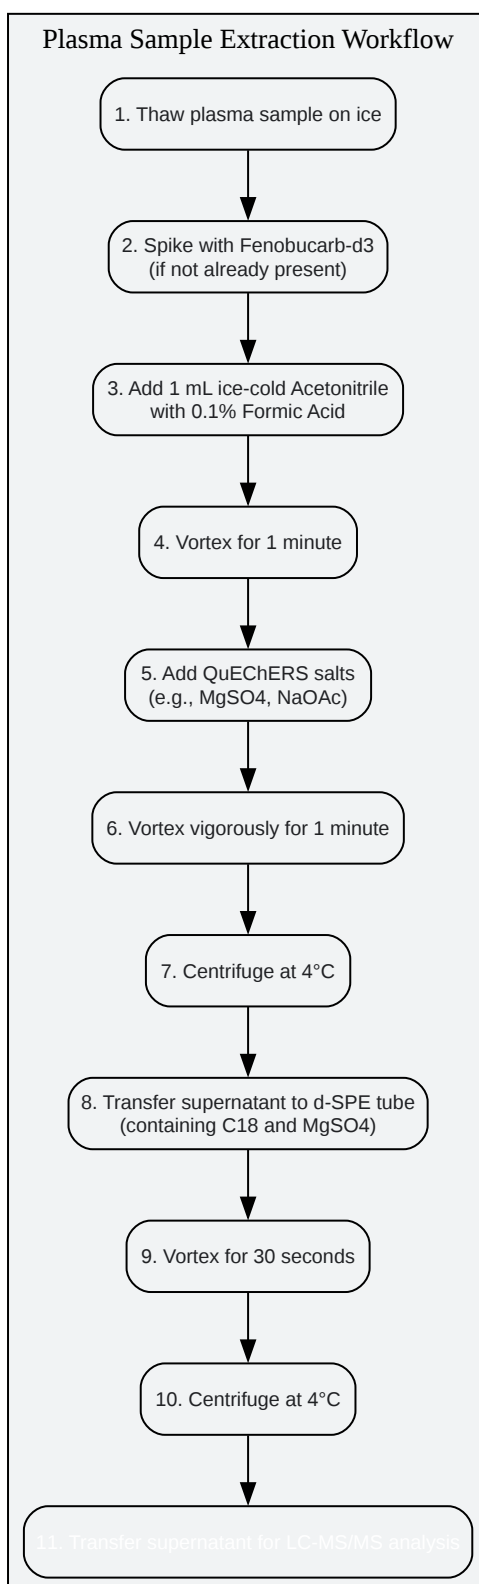 Plasma Sample Extraction Workflow
1. Thaw plasma sample on ice
2. Spike with Fenobucarb-d3
(if not already present)
3. Add 1 mL ice-cold Acetonitrile
with 0.1% Formic Acid
4. Vortex for 1 minute
5. Add QuEChERS salts
(e.g., MgSO4, NaOAc)
6. Vortex vigorously for 1 minute
7. Centrifuge at 4°C
8. Transfer supernatant to d-SPE tube
(containing C18 and MgSO4)
9. Vortex for 30 seconds
10. Centrifuge at 4°C
11. Transfer supernatant for LC-MS/MS analysis